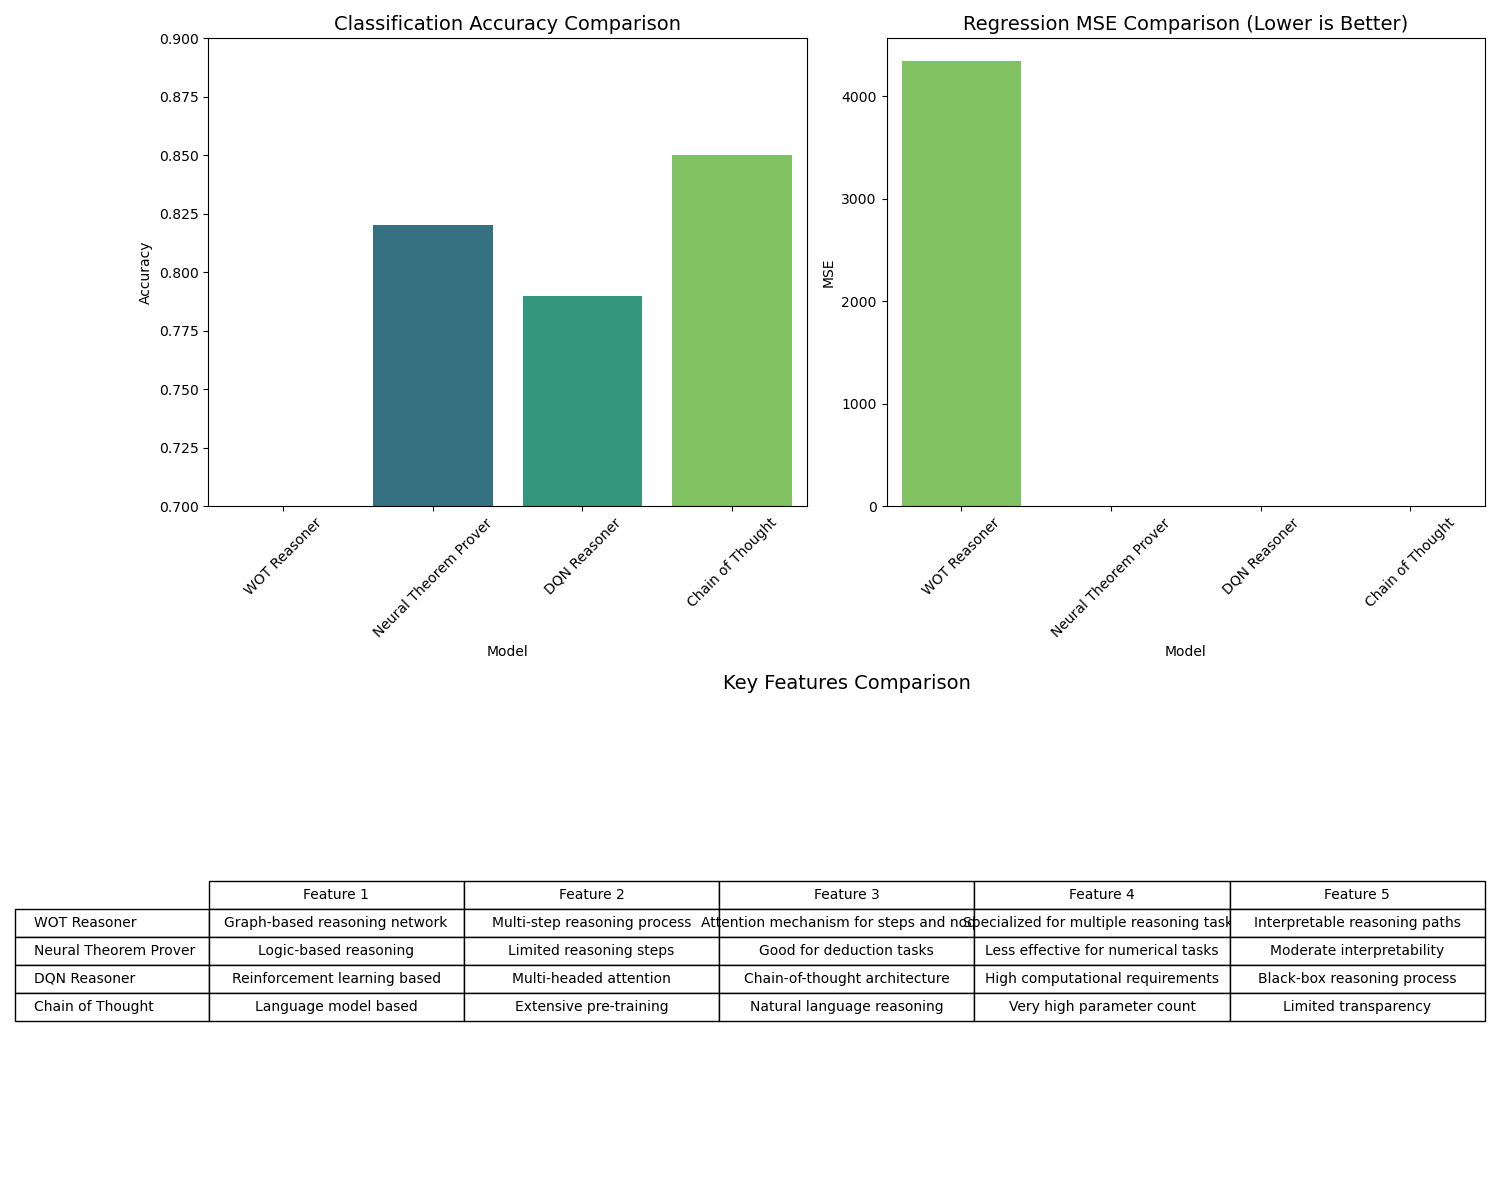 Classification Accuracy Comparison
0.900
0.875
0.850
0.825
0.800
0.775
0.750
0.725
0.700
Accuracy
WOT Reasoner
Neural Theorem Prover
DQN Reasoner
Chain of Thought
Model
Regression MSE Comparison (Lower is Better)
4000
3000
2000
1000
0
MSE
WOT Reasoner
Neural Theorem Prover
DQN Reasoner
Chain of Thought
Model
Key Features Comparison
Feature 1 Feature 2 Feature 3 Feature 4 Feature 5
WOT Reasoner Graph-based reasoning network Multi-step reasoning process Attention mechanism for steps and Specialized for multiple reasoning task Interpretable reasoning paths
Neural Theorem Prover Logic-based reasoning Limited reasoning steps Good for deduction tasks Less effective for numerical tasks Moderate interpretability
DQN Reasoner Reinforcement learning based Multi-headed attention Chain-of-thought architecture High computational requirements Black-box reasoning process
Chain of Thought Language model based Extensive pre-training Natural language reasoning Very high parameter count Limited transparency